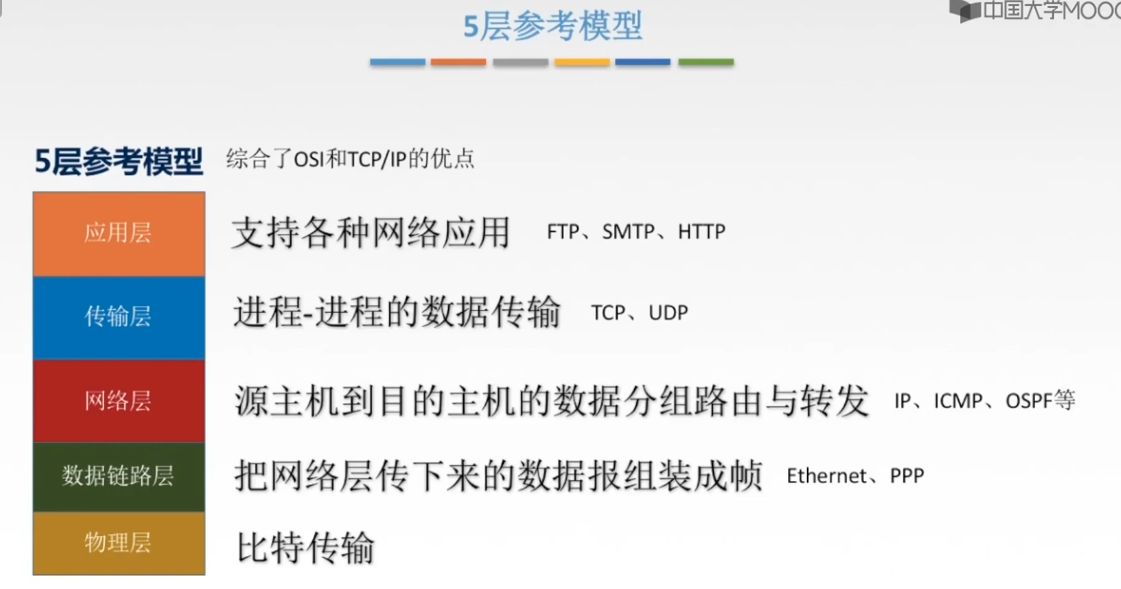 中国大学MOOC
5层参考模型
5层参考模型 综合了OSI和TCP/IP的优点
应用层 支持各种网络应用 FTP、SMTP、HTTP
传输层 进程-进程的数据传输 TCP、UDP
网络层 源主机到目的主机的数据分组路由与转发 IP、ICMP、OSPF等
数据链路层 把网络层传下来的数据报组装成帧 Ethernet、PPP
物理层 比特传输